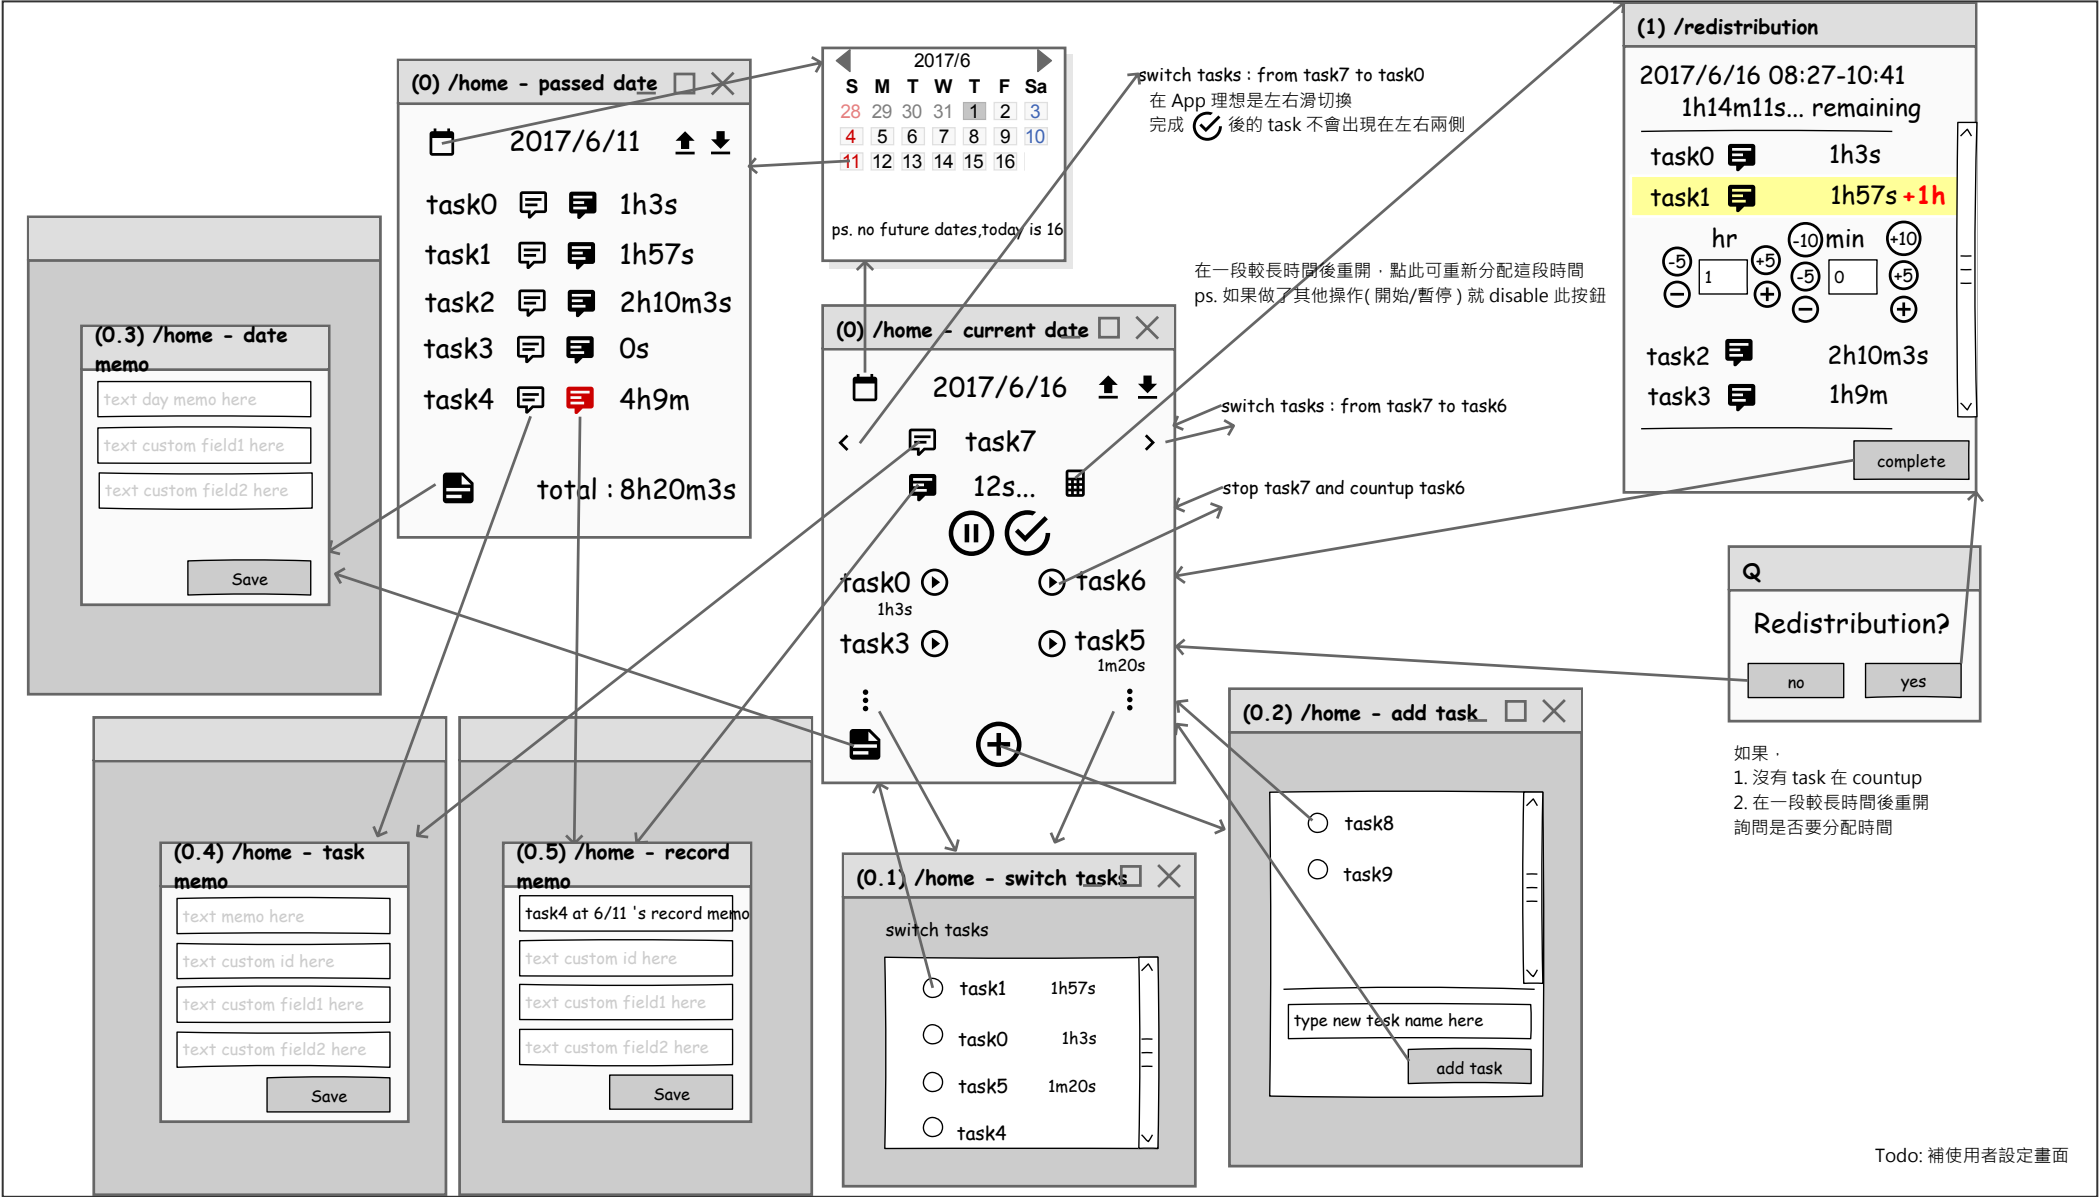 (0) /home - passed date
2017/6/11
task0 1h3s
task1 1h57s
task2 2h10m3s
task3 0s
task4 4h9m
total : 8h20m3s
2017/6
S M T W T F Sa
28 29 30 31 1 2 3
4 5 6 7 8 9 10
11 12 13 14 15 16
ps. no future dates,today is 16
switch tasks : from task7 to task0
在 App 理想是左右滑切換
完成 後的 task 不會出現在左右兩側
在一段較長時間後重開，點此可重新分配這段時間
ps. 如果做了其他操作( 開始/暫停 ) 就 disable 此按鈕
(1) /redistribution
2017/6/16 08:27-10:41
1h14m11s... remaining
task0 1h3s
task1 1h57s +1h
hr min
-10 +10
-5 +5 -5 +5
1 0
task2 2h10m3s
task3 1h9m
complete
(0.3) /home - date
memo
text day memo here
text custom field1 here
text custom field2 here
Save
(0) /home - current date
2017/6/16
task7
12s...
task0 task6
1h3s
task3 task5
1m20s
switch tasks : from task7 to task6
stop task7 and countup task6
Q
Redistribution?
no yes
如果，
1. 沒有 task 在 countup
2. 在一段較長時間後重開
詢問是否要分配時間
(0.4) /home - task
memo
text memo here
text custom id here
text custom field1 here
text custom field2 here
Save
(0.5) /home - record
memo
task4 at 6/11 's record memo
text custom id here
text custom field1 here
text custom field2 here
Save
(0.1) /home - switch tasks
switch tasks
task1 1h57s
task0 1h3s
task5 1m20s
task4
(0.2) /home - add task
task8
task9
type new task name here
add task
Todo: 補使用者設定畫面